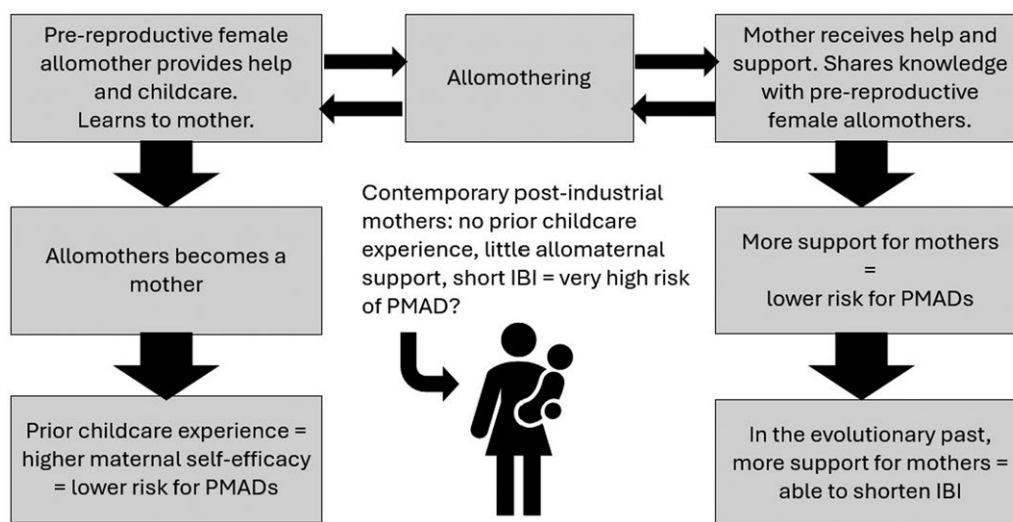 Pre-reproductive female
allomother provides help
and childcare.
Learns to mother.
Allomothering
Mother receives help and
support. Shares knowledge
with pre-reproductive
female allomothers.
Allomothers becomes a
mother
Contemporary post-industrial
mothers: no prior childcare
experience, little allomaternal
support, short IBI = very high risk
of PMAD?
More support for mothers
=
lower risk for PMADs
Prior childcare experience =
higher maternal self-efficacy
= lower risk for PMADs
In the evolutionary past,
more support for mothers =
able to shorten IBI